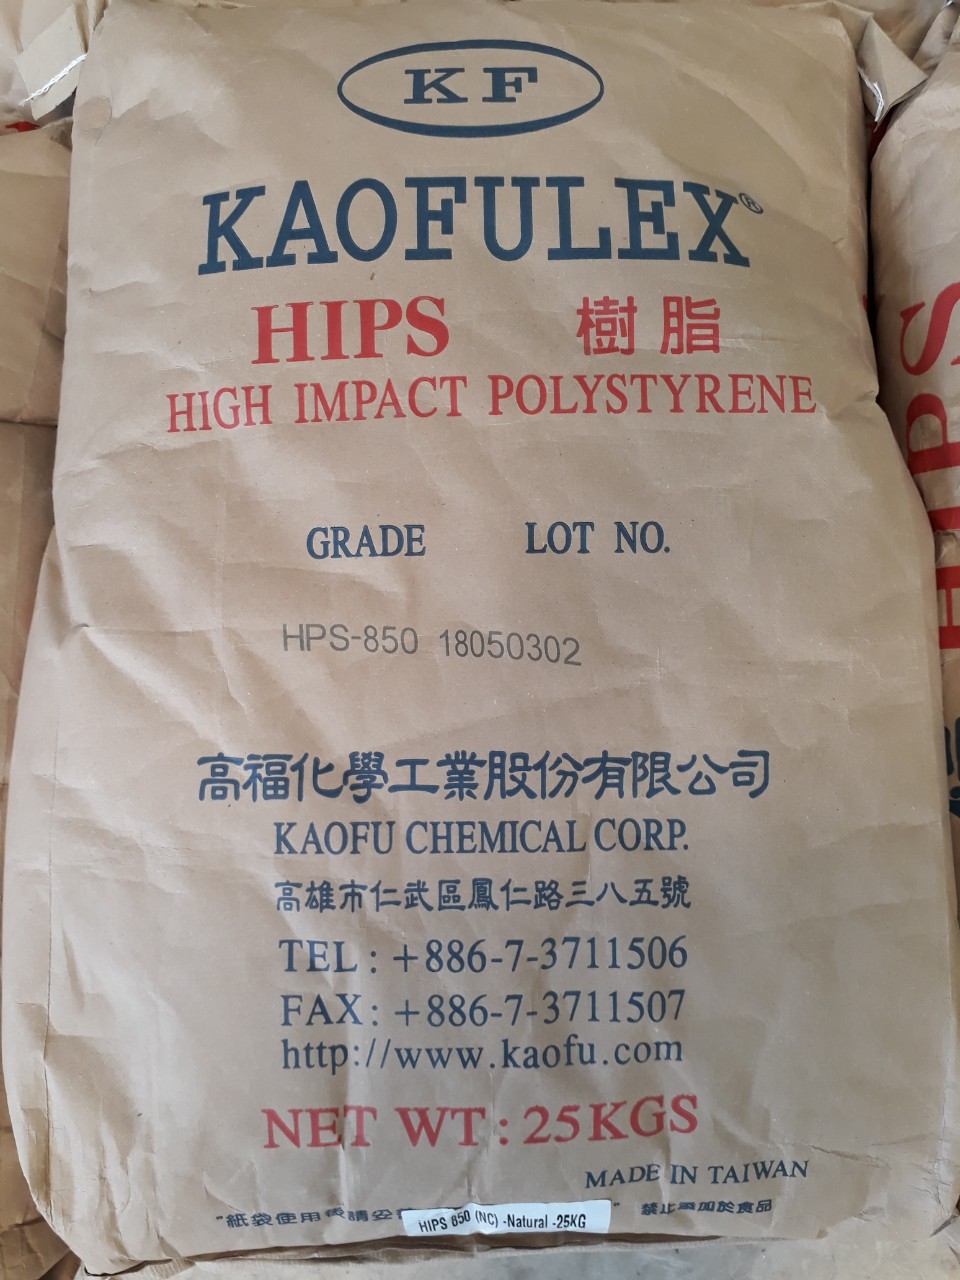 KF
KAOFULEX®
HIPS 樹脂
HIGH IMPACT POLYSTYRENE
GRADE LOT NO.
HPS-850 18050302
高福化學工業股份有限公司
KAOFU CHEMICAL CORP.
高雄市仁武區鳳仁路三八五號
TEL : +886-7-3711506
FAX : +886-7-3711507
http://www.kaofu.com
NET WT : 25KGS
MADE IN TAIWAN
"紙袋使用後請妥 " 禁止添加於食品
HIPS 850 (NC) -Natural -25KG
HIPS